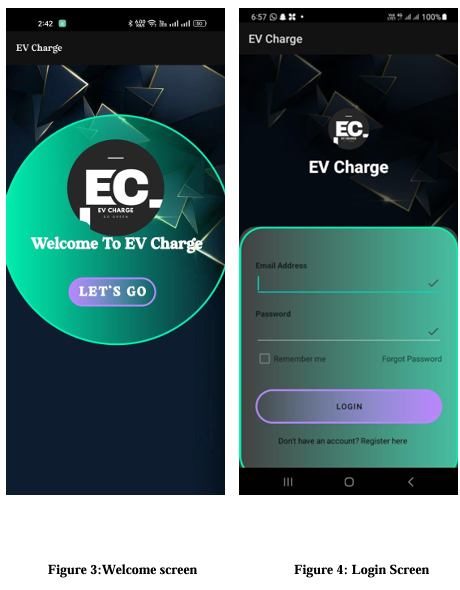 2:42
EV Charge
EC
EV CHARGE
GO GREEN
Welcome To EV Charge
LET'S GO
Figure 3:Welcome screen
6:57
100%
EV Charge
EC
EV Charge
Email Address
Password
Remember me
Forgot Password
LOGIN
Don't have an account? Register here
Figure 4: Login Screen